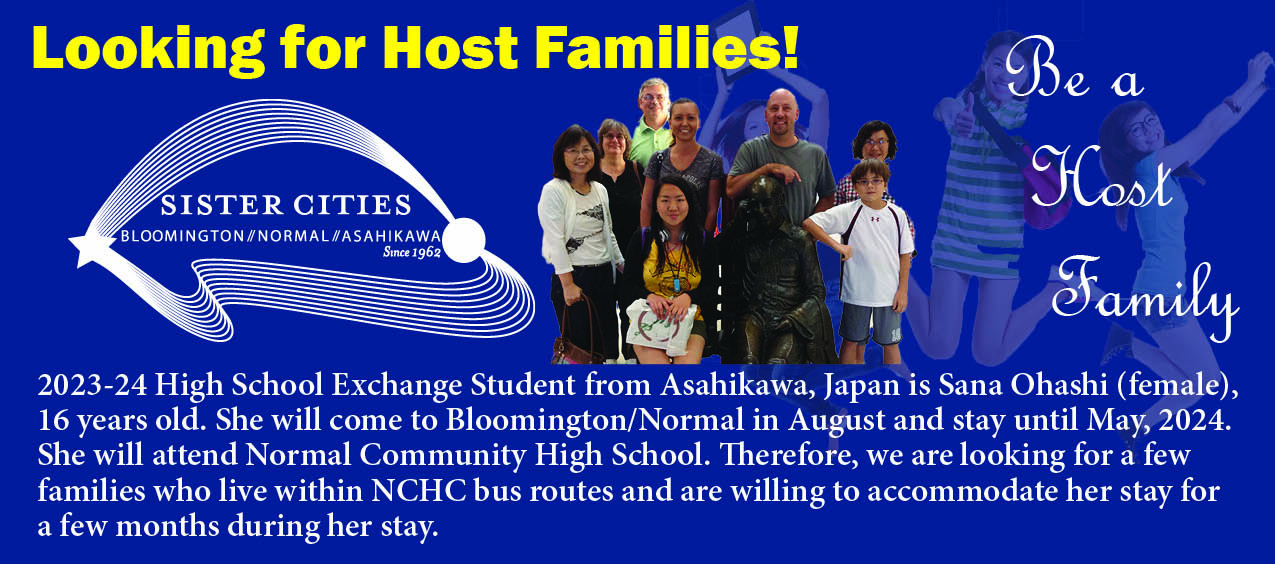 Looking for Host Families!
Be a
Host
Family
SISTER CITIES
BLOOMINGTON//NORMAL//ASAHIKAWA
Since 1962
2023-24 High School Exchange Student from Asahikawa, Japan is Sana Ohashi (female),
16 years old. She will come to Bloomington/Normal in August and stay until May, 2024.
She will attend Normal Community High School. Therefore, we are looking for a few
families who live within NCHC bus routes and are willing to accommodate her stay for
a few months during her stay.